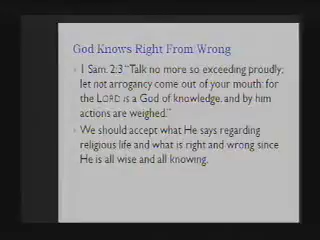 God Knows Right From Wrong
1 Sam. 2:3 "Talk no more so exceeding proudly;
let not arrogancy come out of your mouth: for
the LORD is a God of knowledge, and by him
actions are weighed."
We should accept what He says regarding
religious life and what is right and wrong since
He is all wise and all knowing.